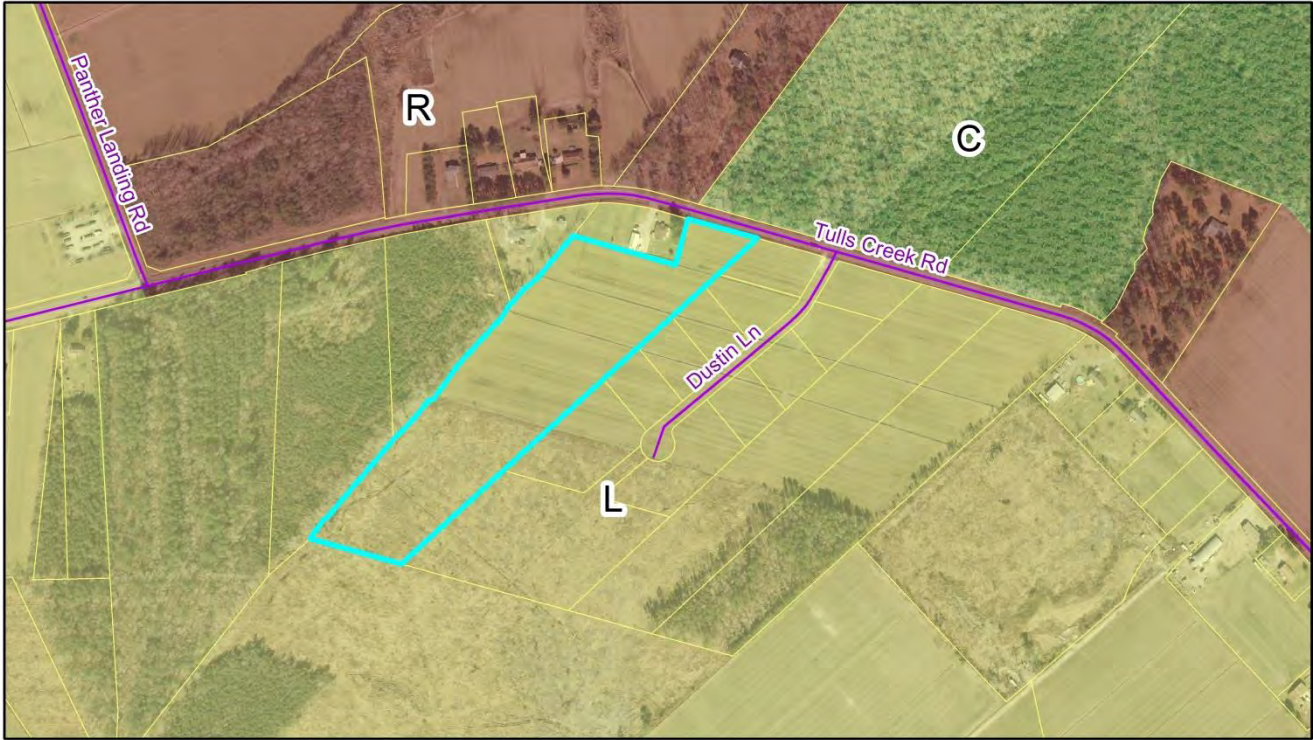 Panther Landing Rd
R
C
Tulls Creek Rd
Dustin Ln
L